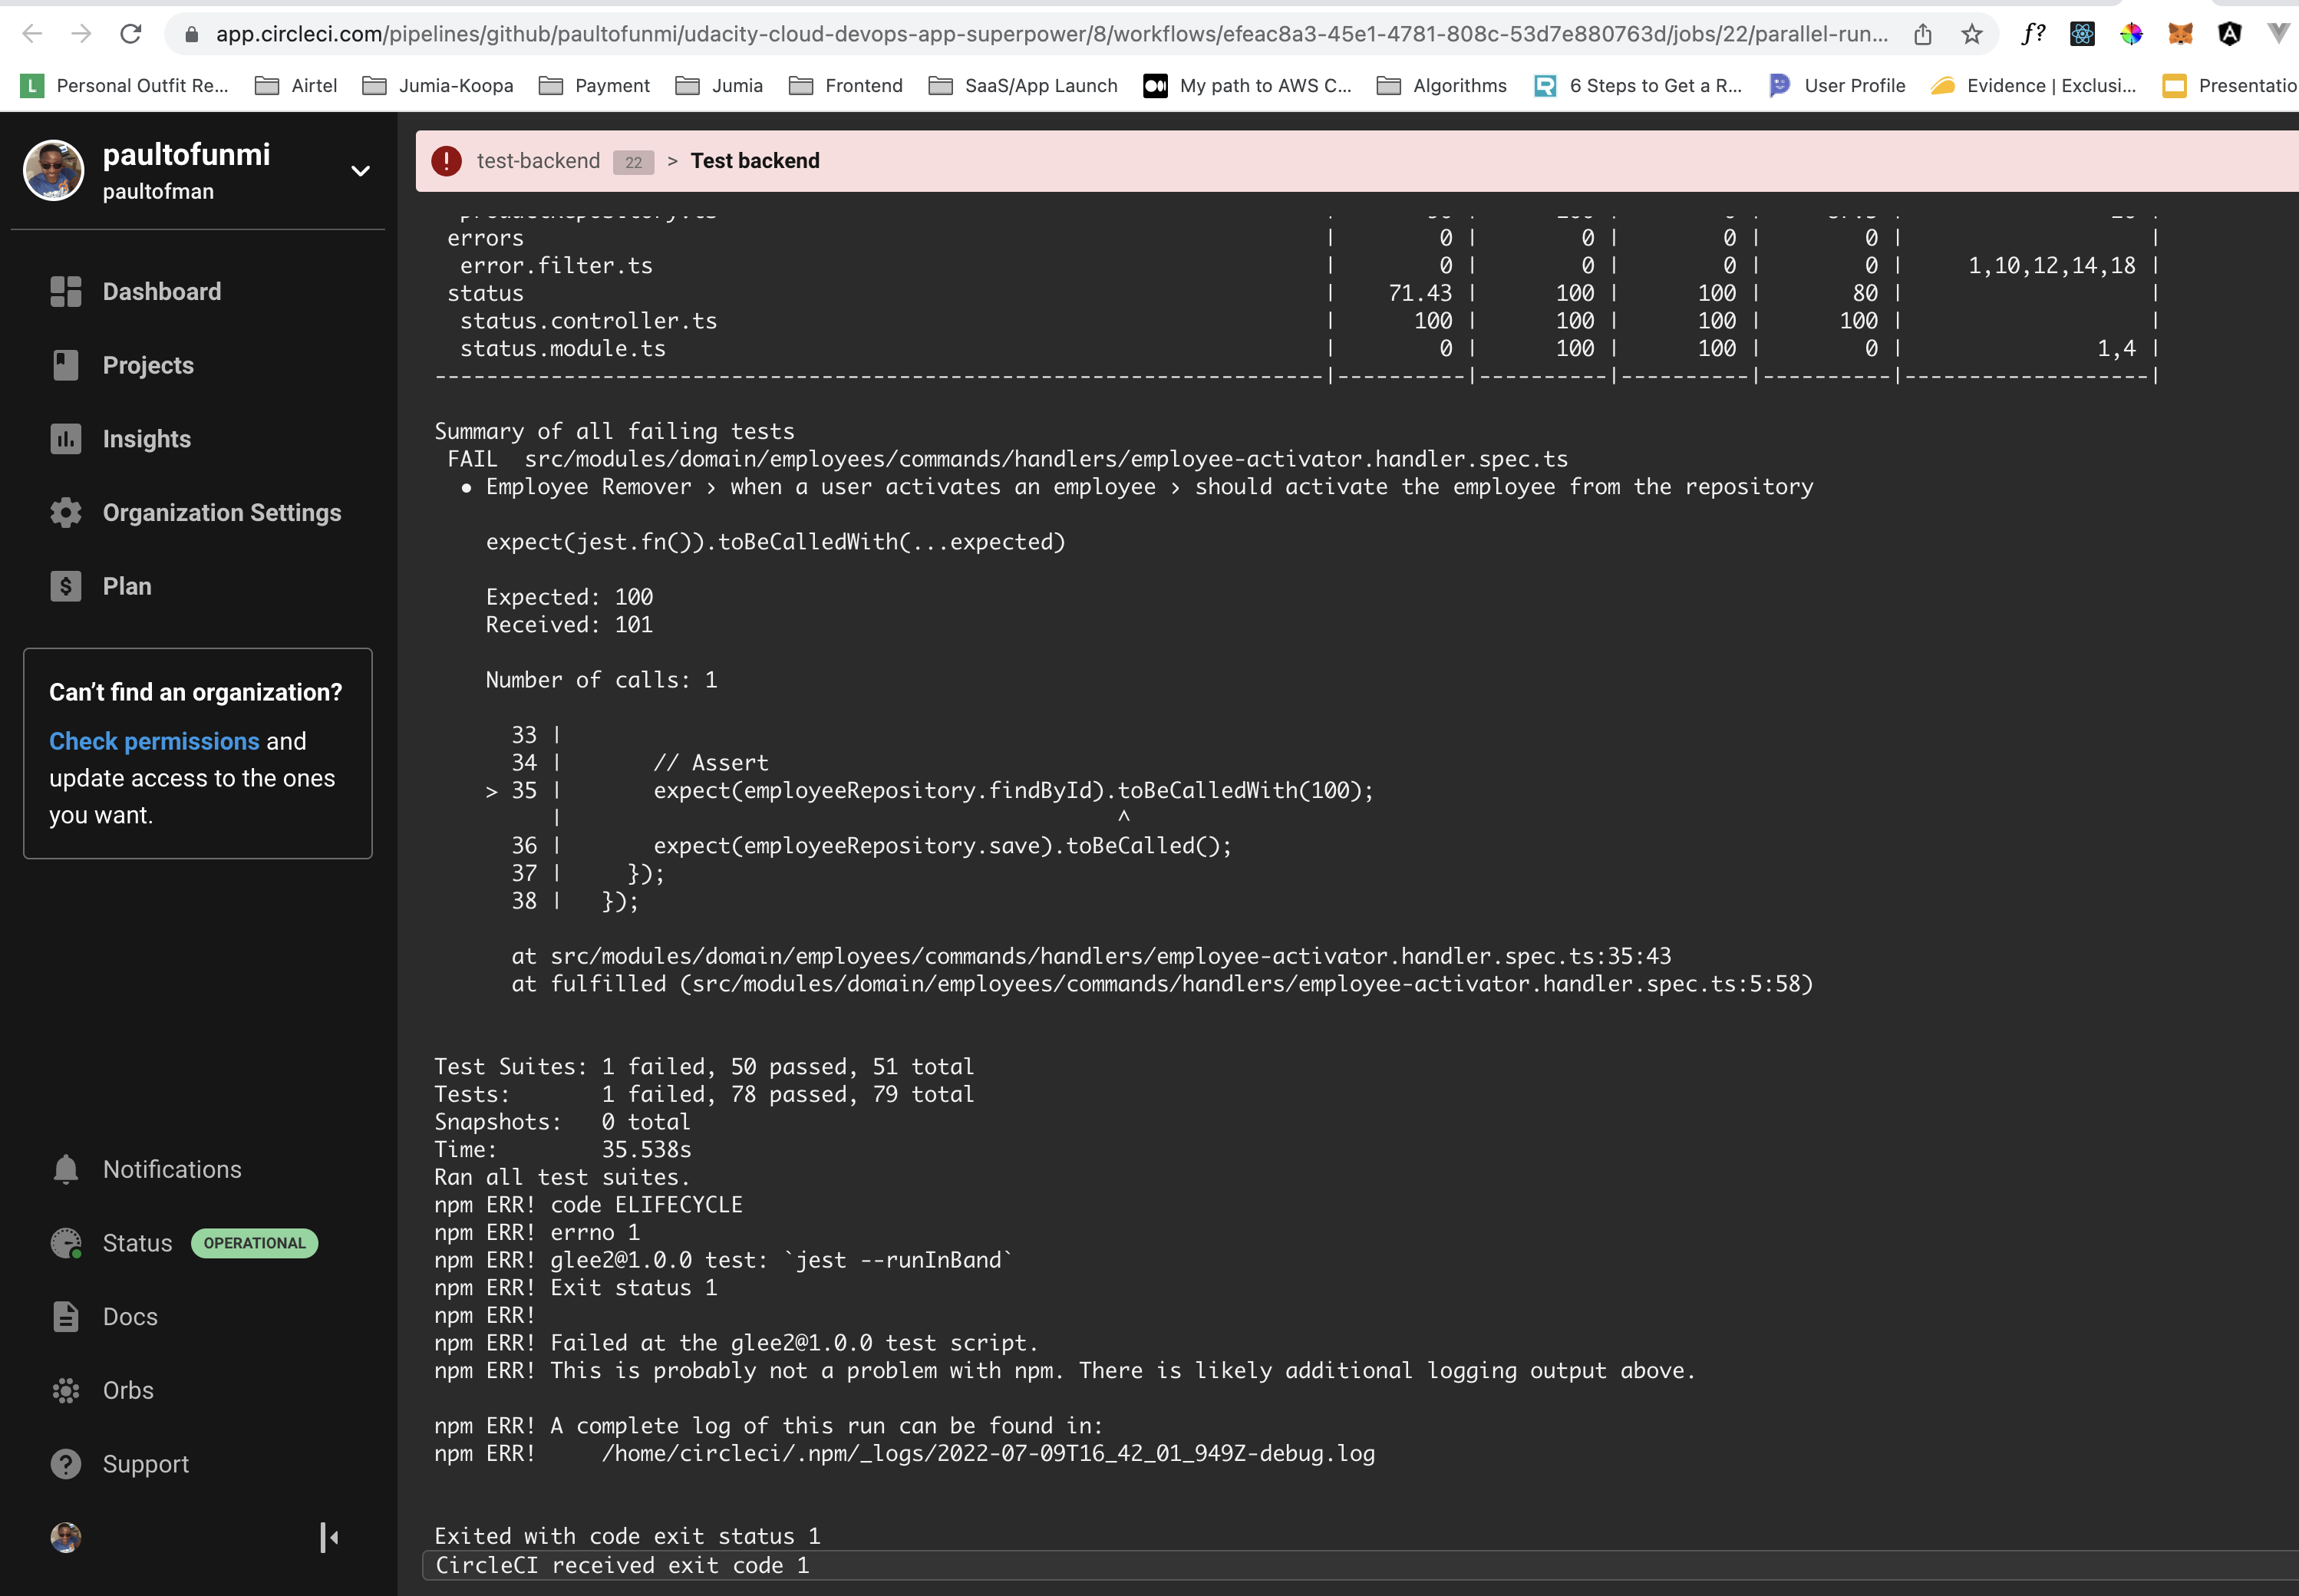 app.circleci.com/pipelines/github/paultofunmi/udacity-cloud-devops-app-superpower/8/workflows/efeac8a3-45e1-4781-808c-53d7e880763d/jobs/22/parallel-run...
f?
L Personal Outfit Re... Airtel Jumia-Koopa Payment Jumia Frontend SaaS/App Launch My path to AWS C... Algorithms 6 Steps to Get a R... User Profile Evidence | Exclusi... Presentatio
paultofunmi
paultofman
Dashboard
Projects
Insights
Organization Settings
Plan
Can’t find an organization?
Check permissions and
update access to the ones
you want.
Notifications
Status OPERATIONAL
Docs
Orbs
Support
test-backend 22 > Test backend
errors | 0 | 0 | 0 | 0 | |
error.filter.ts | 0 | 0 | 0 | 0 | 1,10,12,14,18 |
status | 71.43 | 100 | 100 | 80 | |
status.controller.ts | 100 | 100 | 100 | 100 | |
status.module.ts | 0 | 100 | 100 | 0 | 1,4 |
---------------------------------------------------------------------|----------|----------|----------|----------|-------------------|
Summary of all failing tests
FAIL src/modules/domain/employees/commands/handlers/employee-activator.handler.spec.ts
● Employee Remover › when a user activates an employee › should activate the employee from the repository
expect(jest.fn()).toBeCalledWith(...expected)
Expected: 100
Received: 101
Number of calls: 1
33 |
34 | // Assert
> 35 | expect(employeeRepository.findById).toBeCalledWith(100);
| ^
36 | expect(employeeRepository.save).toBeCalled();
37 | });
38 | });
at src/modules/domain/employees/commands/handlers/employee-activator.handler.spec.ts:35:43
at fulfilled (src/modules/domain/employees/commands/handlers/employee-activator.handler.spec.ts:5:58)
Test Suites: 1 failed, 50 passed, 51 total
Tests: 1 failed, 78 passed, 79 total
Snapshots: 0 total
Time: 35.538s
Ran all test suites.
npm ERR! code ELIFECYCLE
npm ERR! errno 1
npm ERR! glee2@1.0.0 test: `jest --runInBand`
npm ERR! Exit status 1
npm ERR!
npm ERR! Failed at the glee2@1.0.0 test script.
npm ERR! This is probably not a problem with npm. There is likely additional logging output above.
npm ERR! A complete log of this run can be found in:
npm ERR! /home/circleci/.npm/_logs/2022-07-09T16_42_01_949Z-debug.log
Exited with code exit status 1
CircleCI received exit code 1